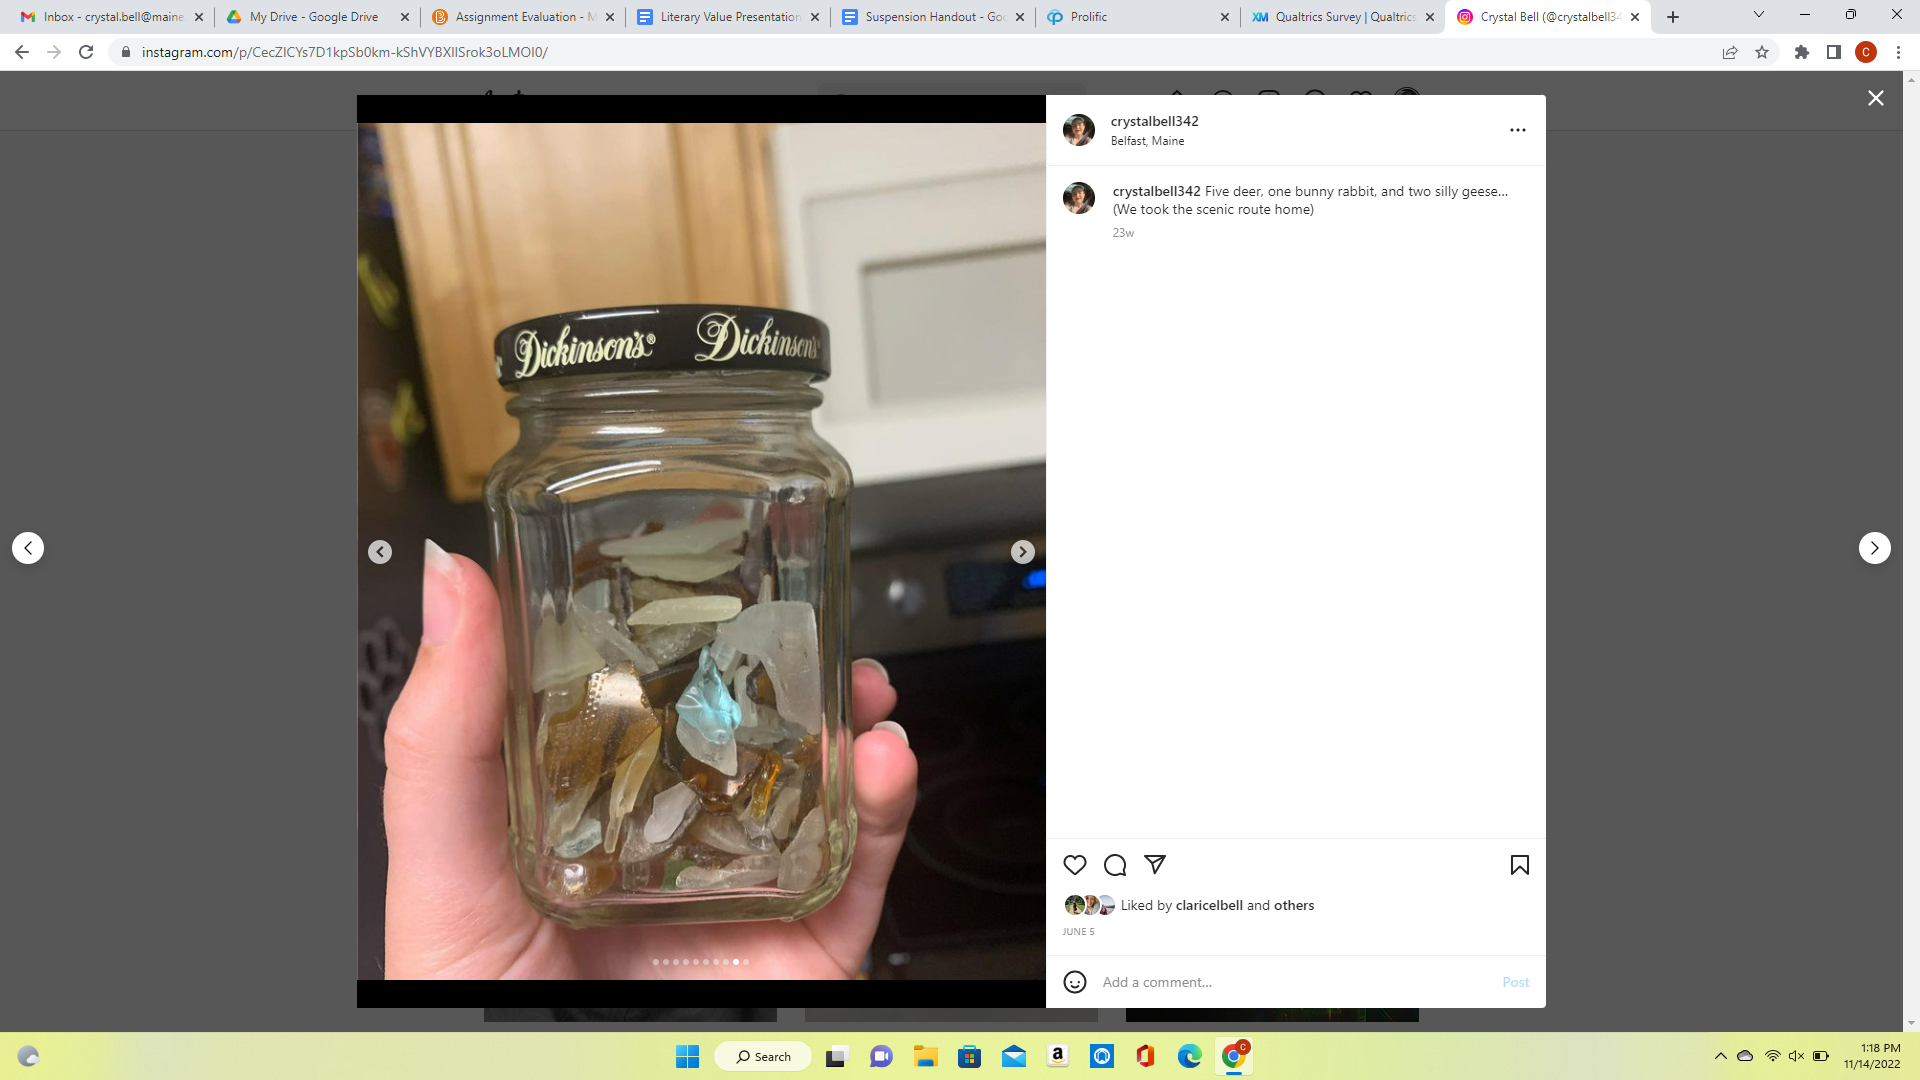 Inbox - crystal.bell@maine.
My Drive - Google Drive
Assignment Evaluation - M
Literary Value Presentation
Suspension Handout - Goo
Prolific
Qualtrics Survey | Qualtrics
Crystal Bell (@crystalbell34
instagram.com/p/CecZICYs7D1kpSb0km-kShVYBXIISrok3oLMOI0/
C
crystalbell342
Belfast, Maine
crystalbell342 Five deer, one bunny rabbit, and two silly geese...
(We took the scenic route home)
23w
Dickinson's® Dickinson's
Liked by claricelbell and others
JUNE 5
Add a comment...
Post
Search
C
1:18 PM
11/14/2022